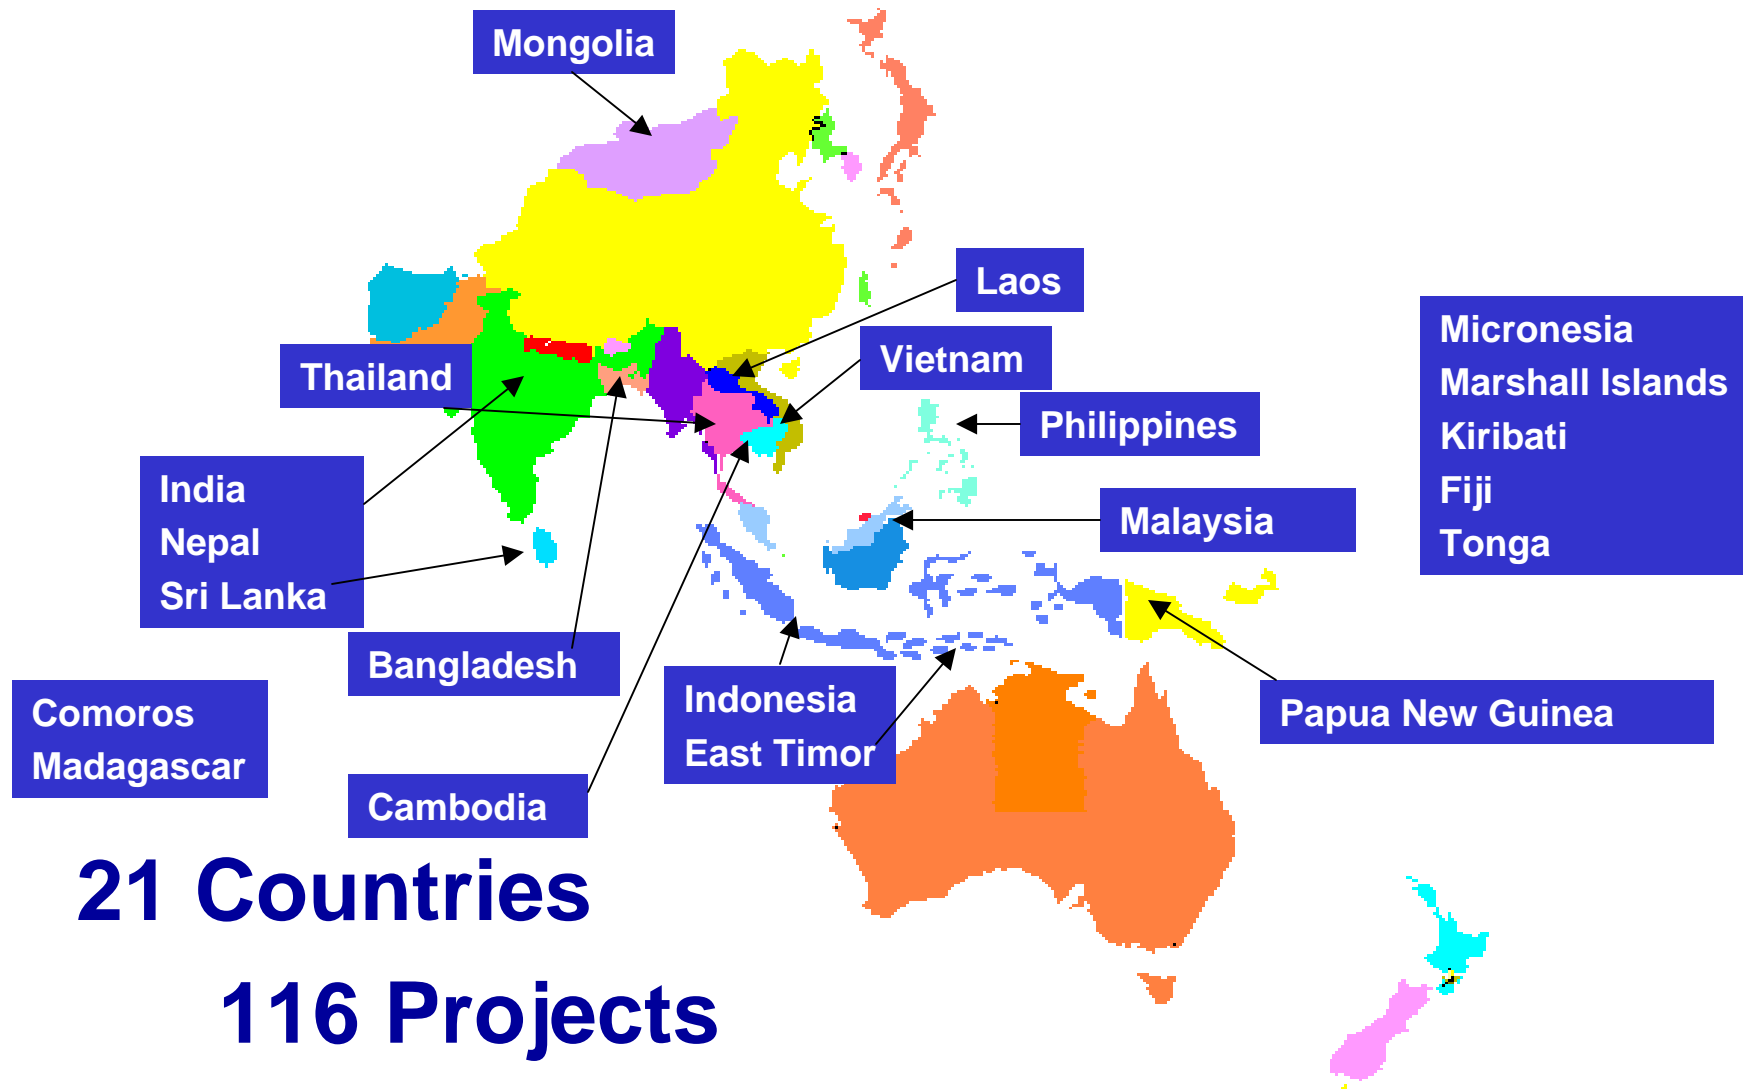 Mongolia
Laos
Micronesia
Marshall Islands
Kiribati
Fiji
Tonga
Vietnam
Thailand
Philippines
India
Nepal
Sri Lanka
Malaysia
Bangladesh
Indonesia
East Timor
Papua New Guinea
Comoros
Madagascar
Cambodia
21 Countries
116 Projects